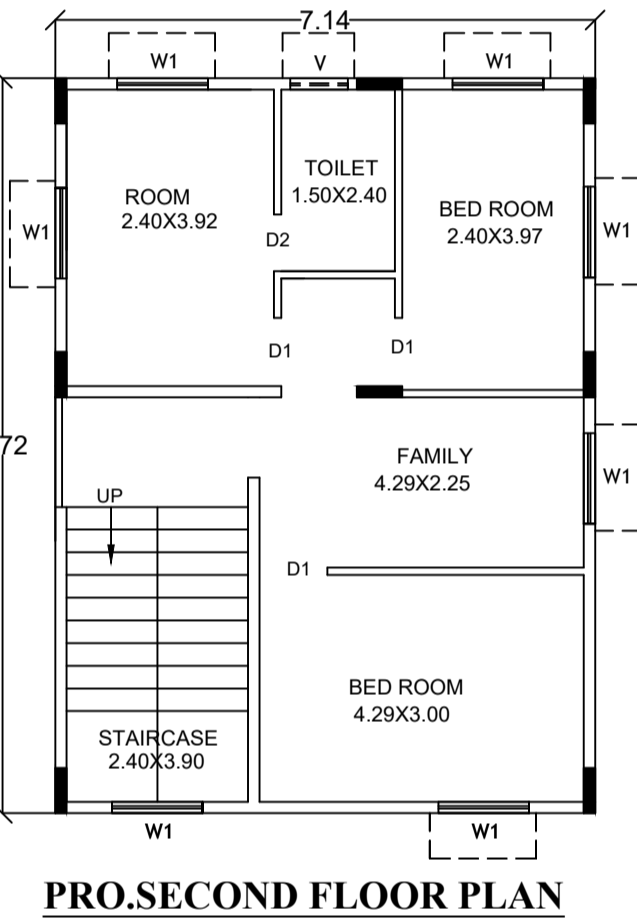 7.14
W1
V
W1
TOILET
1.50X2.40
ROOM
2.40X3.92
BED ROOM
2.40X3.97
W1
D2
W1
D1
D1
72
FAMILY
4.29X2.25
W1
UP
D1
BED ROOM
4.29X3.00
STAIRCASE
2.40X3.90
W1
W1
PRO.SECOND FLOOR PLAN